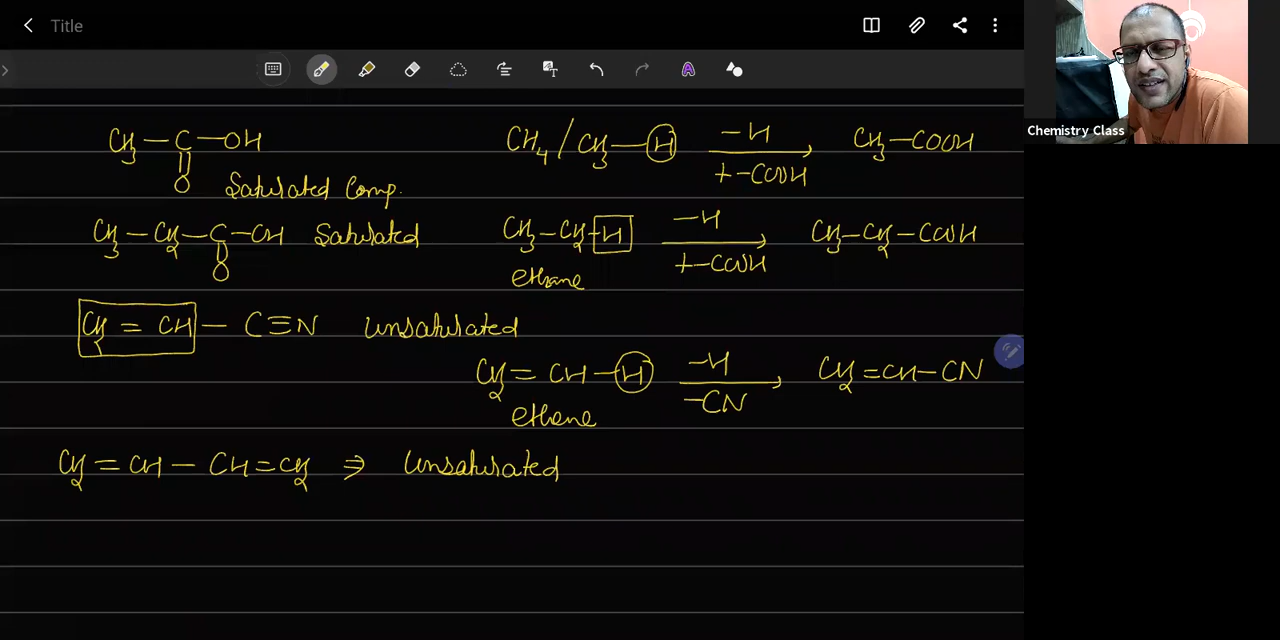 Title
Chemistry Class
CH3 — C — OH
||
O Saturated Comp.
CH4 / CH3 — H —H + —COOH → CH3 — COOH
CH3 — CH2 — C — OH Saturated
||
O
CH3 — CH2 — H —H + —COOH → CH3 — CH2 — COOH
ethane
CH2 = CH — C≡N Unsaturated
CH2 = CH — H —H —CN → CH2 = CH — CN
ethane
CH2 = CH — CH = CH2 ⇒ Unsaturated